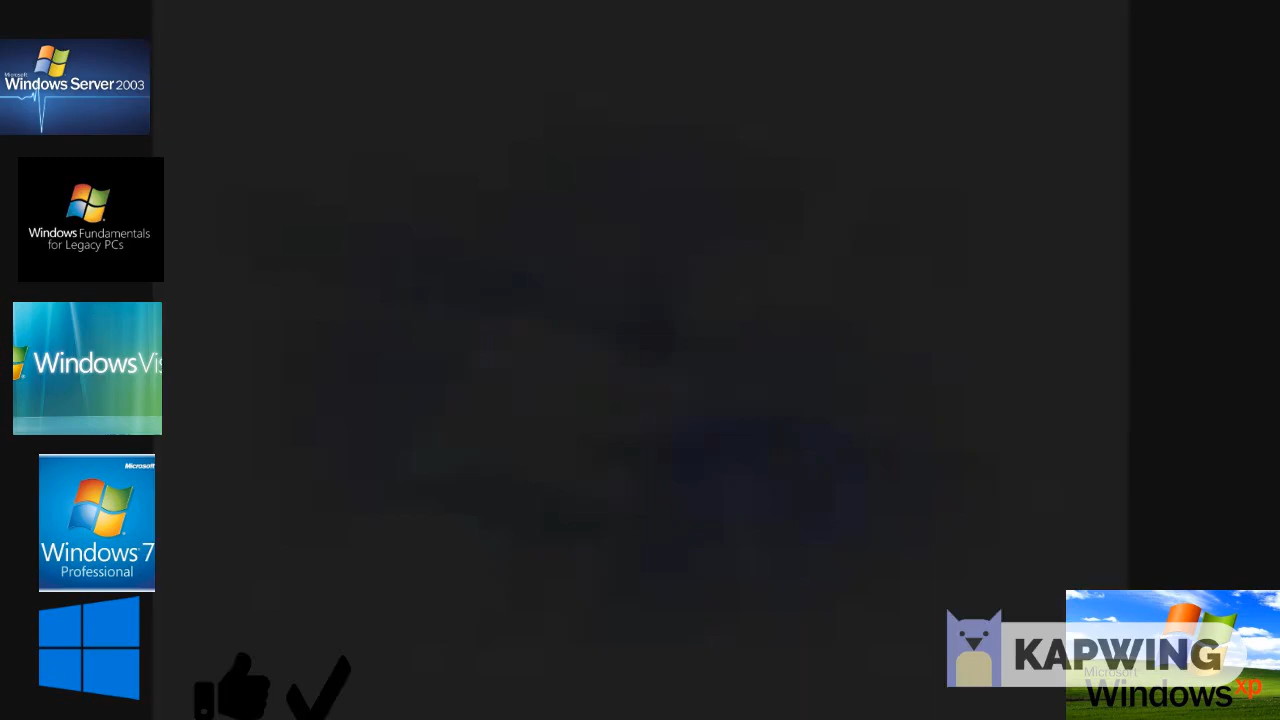 Microsoft
Windows Server 2003
Windows Fundamentals
for Legacy PCs
Windows Vis
Microsoft
Windows 7
Professional
KAPWING
Microsoft
Windows xp